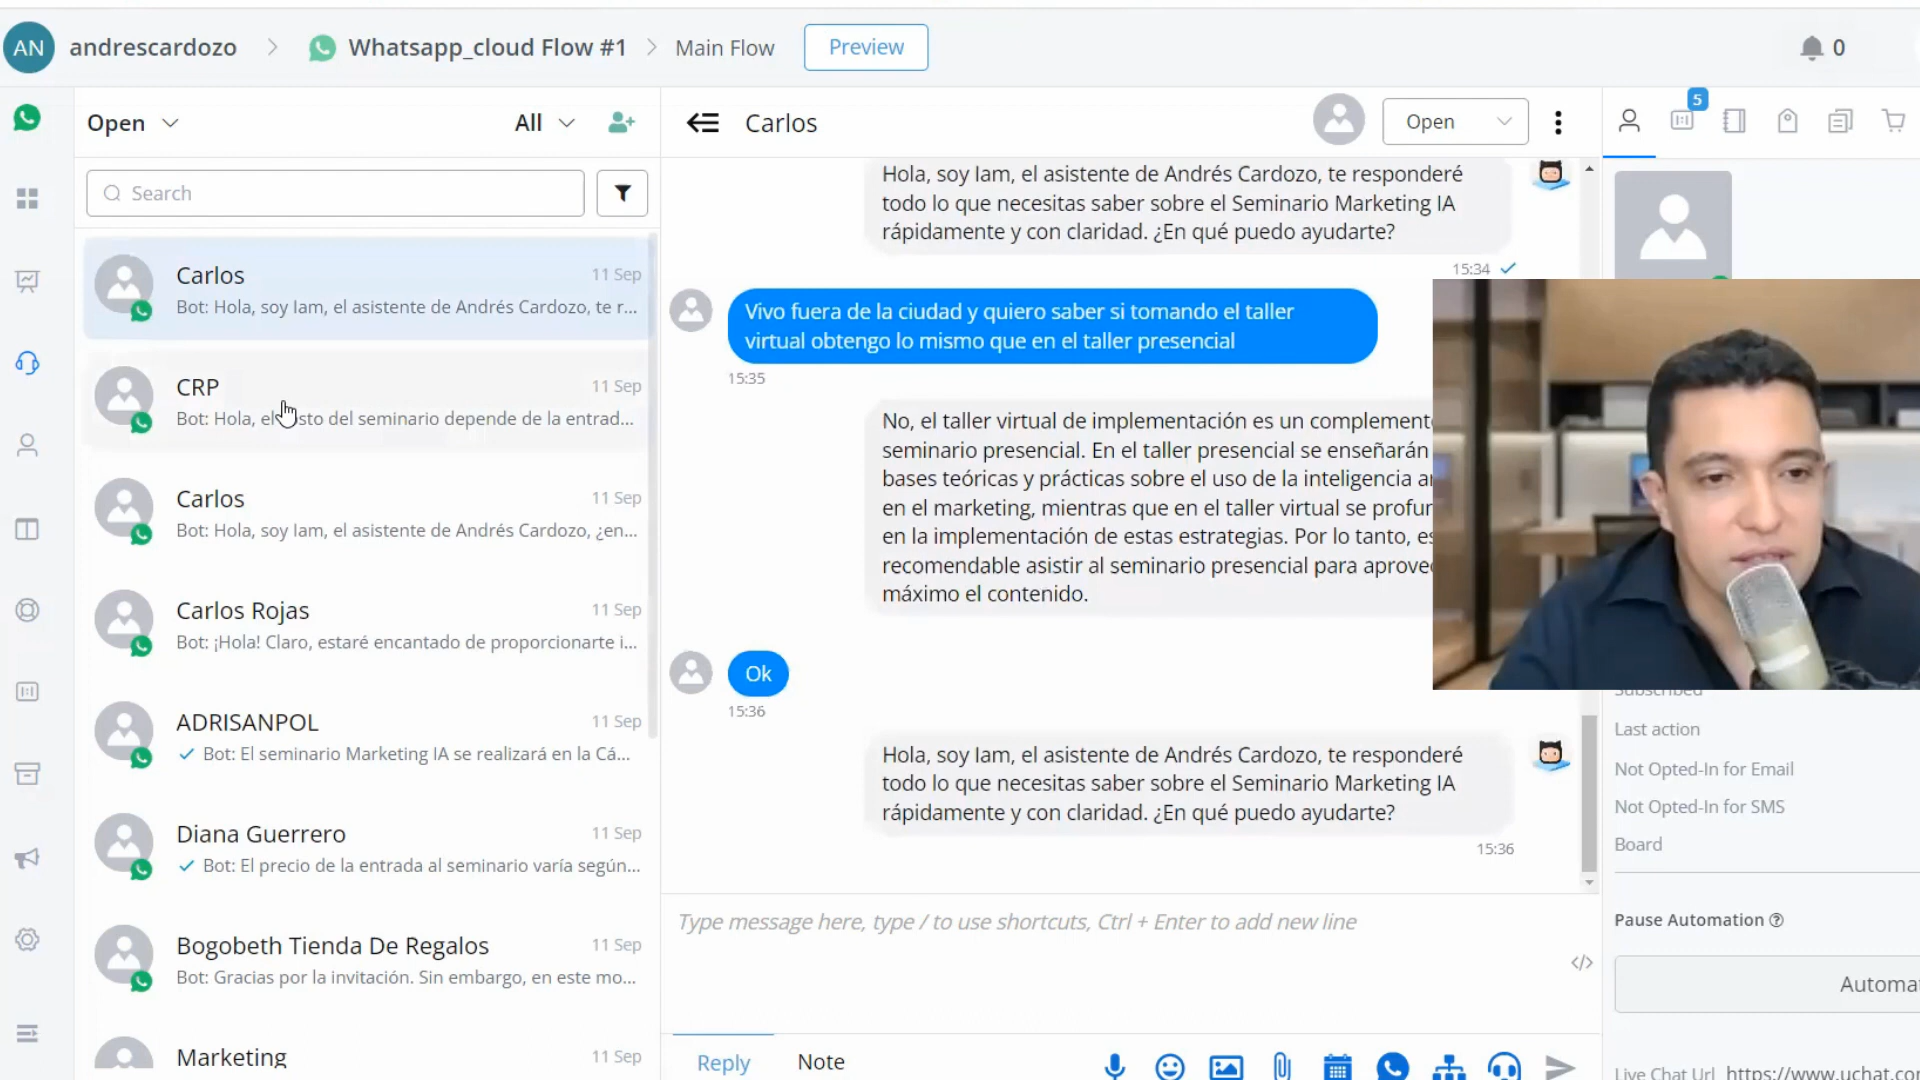 AN andrescardozo Whatsapp_cloud Flow #1 Main Flow Preview 0
Open All
Search
Carlos 11 Sep
Bot: Hola, soy Iam, el asistente de Andrés Cardozo, te r...
CRP 11 Sep
Bot: Hola, el sto del seminario depende de la entrad...
Carlos 11 Sep
Bot: Hola, soy Iam, el asistente de Andrés Cardozo, ¿en...
Carlos Rojas 11 Sep
Bot: ¡Hola! Claro, estaré encantado de proporcionarte i...
ADRISANPOL 11 Sep
Bot: El seminario Marketing IA se realizará en la Cá...
Diana Guerrero 11 Sep
Bot: El precio de la entrada al seminario varía según...
Bogobeth Tienda De Regalos 11 Sep
Bot: Gracias por la invitación. Sin embargo, en este mo...
Marketing 11 Sep
Carlos Open
5
Hola, soy Iam, el asistente de Andrés Cardozo, te responderé
todo lo que necesitas saber sobre el Seminario Marketing IA
rápidamente y con claridad. ¿En qué puedo ayudarte?
15:34
Vivo fuera de la ciudad y quiero saber si tomando el taller
virtual obtengo lo mismo que en el taller presencial
15:35
No, el taller virtual de implementación es un complement
seminario presencial. En el taller presencial se enseñarán
bases teóricas y prácticas sobre el uso de la inteligencia a
en el marketing, mientras que en el taller virtual se profu
en la implementación de estas estrategias. Por lo tanto, es
recomendable asistir al seminario presencial para aprove
máximo el contenido.
Ok
15:36
Hola, soy Iam, el asistente de Andrés Cardozo, te responderé
todo lo que necesitas saber sobre el Seminario Marketing IA
rápidamente y con claridad. ¿En qué puedo ayudarte?
15:36
Type message here, type / to use shortcuts, Ctrl + Enter to add new line
</>
Reply Note
Subscribed
Last action
Not Opted-In for Email
Not Opted-In for SMS
Board
Pause Automation
Automa
Live Chat Url https://www.uchat.co